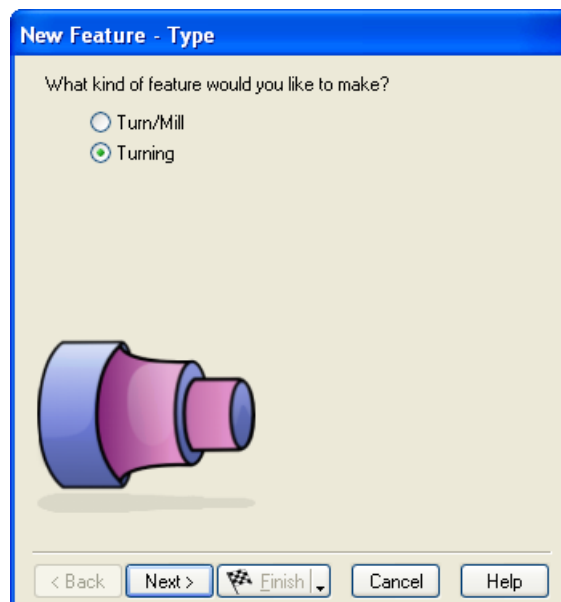 New Feature - Type
What kind of feature would you like to make?
Turn/Mill
Turning
< Back Next > Finish Cancel Help